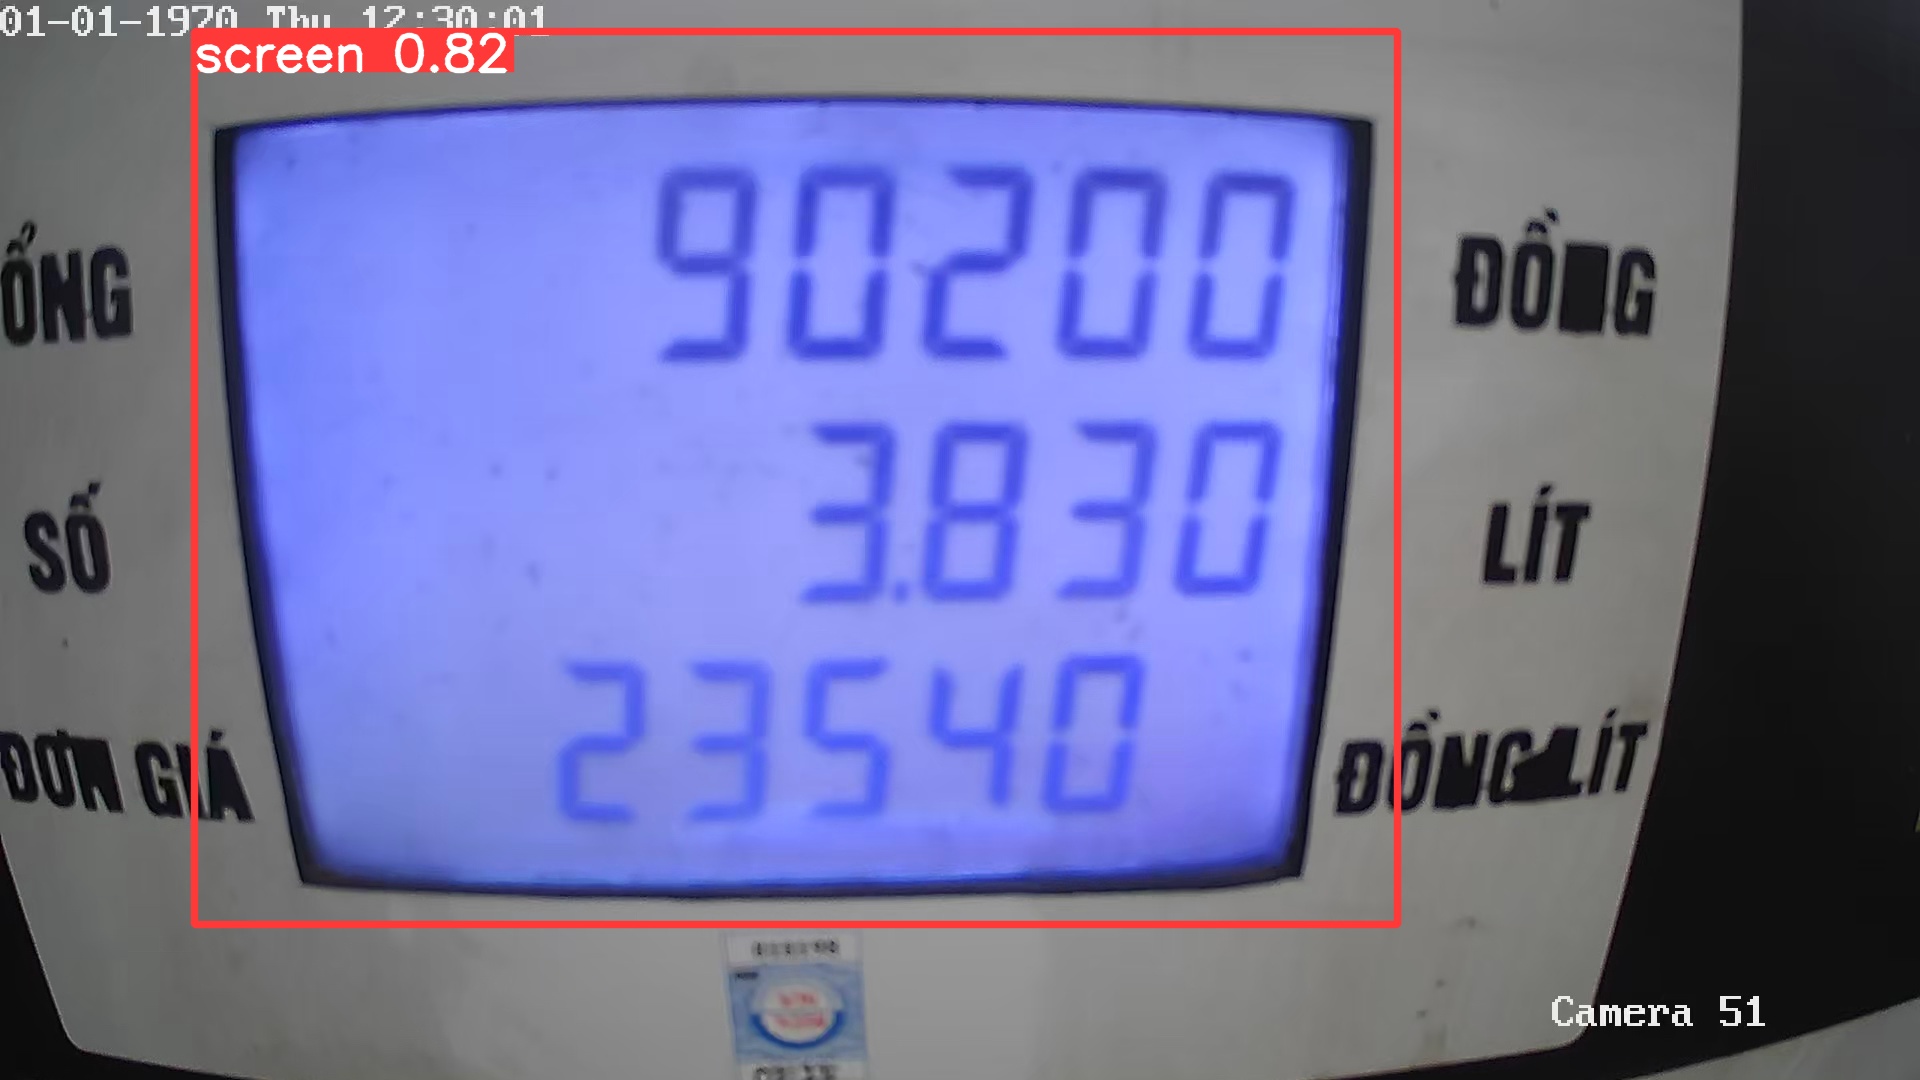 01-01-1970 Thu 12:30:01
screen 0.82
90200
ỐNG ĐỒNG
3.830
SỐ LÍT
23540
ĐƠN GIÁ ĐỒNG/LÍT
Camera 51